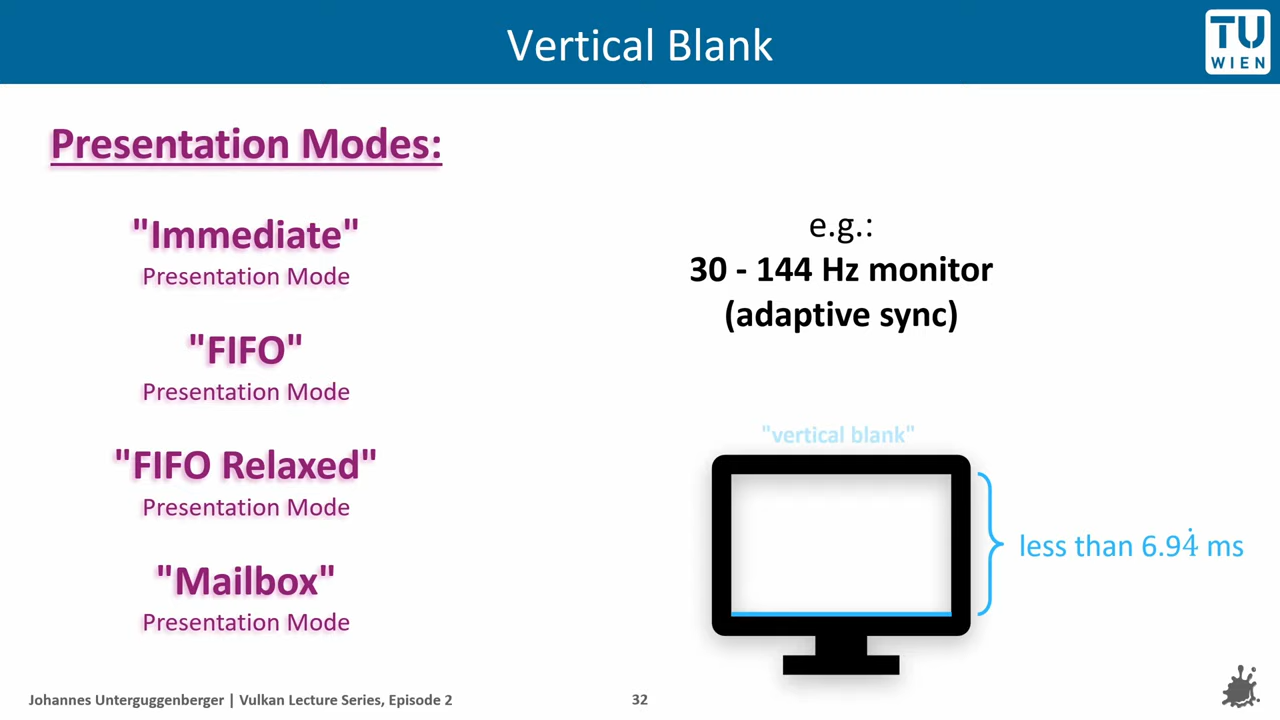 Vertical Blank
TU
WIEN
Presentation Modes:
"Immediate"
Presentation Mode
"FIFO"
Presentation Mode
"FIFO Relaxed"
Presentation Mode
"Mailbox"
Presentation Mode
e.g.:
30 - 144 Hz monitor
(adaptive sync)
"vertical blank"
less than 6.94̇ ms
Johannes Unterguggenberger | Vulkan Lecture Series, Episode 2
32